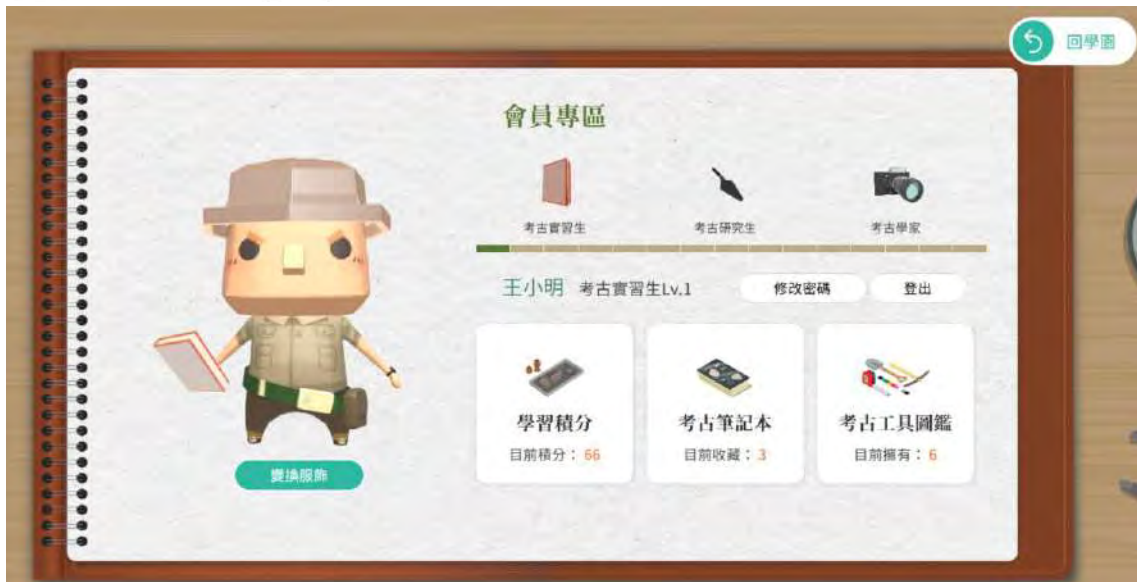 回學園
會員專區
考古實習生
考古研究生
考古學家
王小明 考古實習生Lv.1 修改密碼 登出
學習積分
目前積分：66
考古筆記本
目前收藏：3
考古工具圖鑑
目前擁有：6
變換服飾